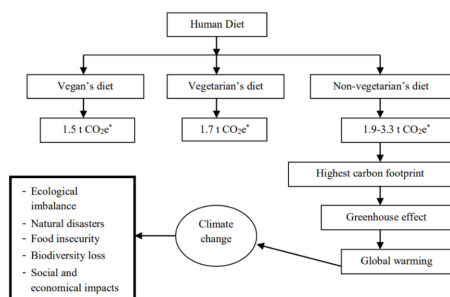 Human Diet
Vegan's diet
Vegetarian's diet
Non-vegetarian's diet
1.5 t CO₂e*
1.7 t CO₂e*
1.9-3.3 t CO₂e*
Highest carbon footprint
Greenhouse effect
Global warming
Climate
change
- Ecological
imbalance
- Natural disasters
- Food insecurity
- Biodiversity loss
- Social and
economical impacts